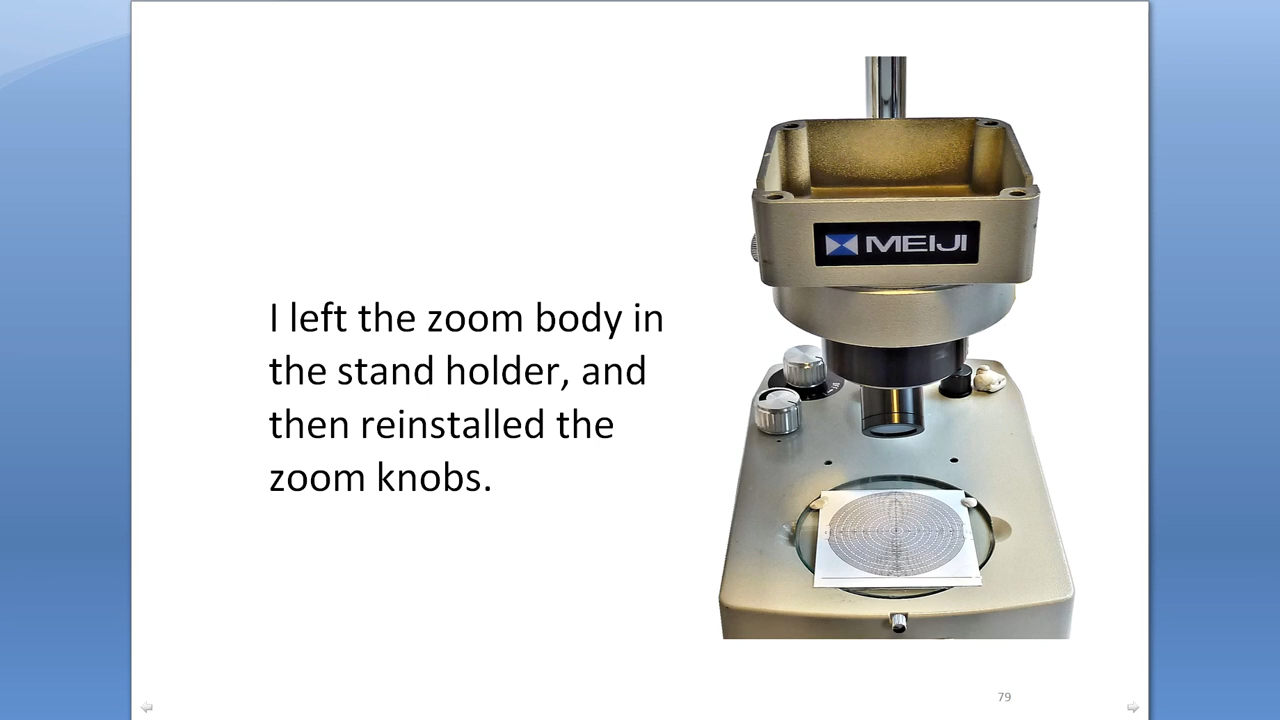 I left the zoom body in
the stand holder, and
then reinstalled the
zoom knobs.
MEIJI
79